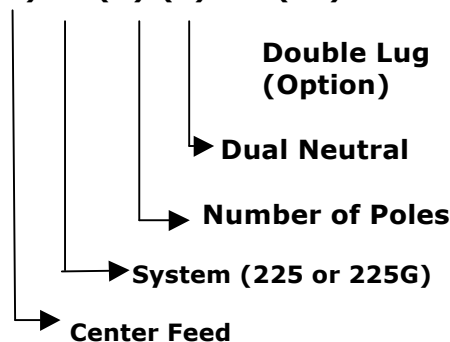 Double Lug
(Option)
Dual Neutral
Number of Poles
System (225 or 225G)
Center Feed